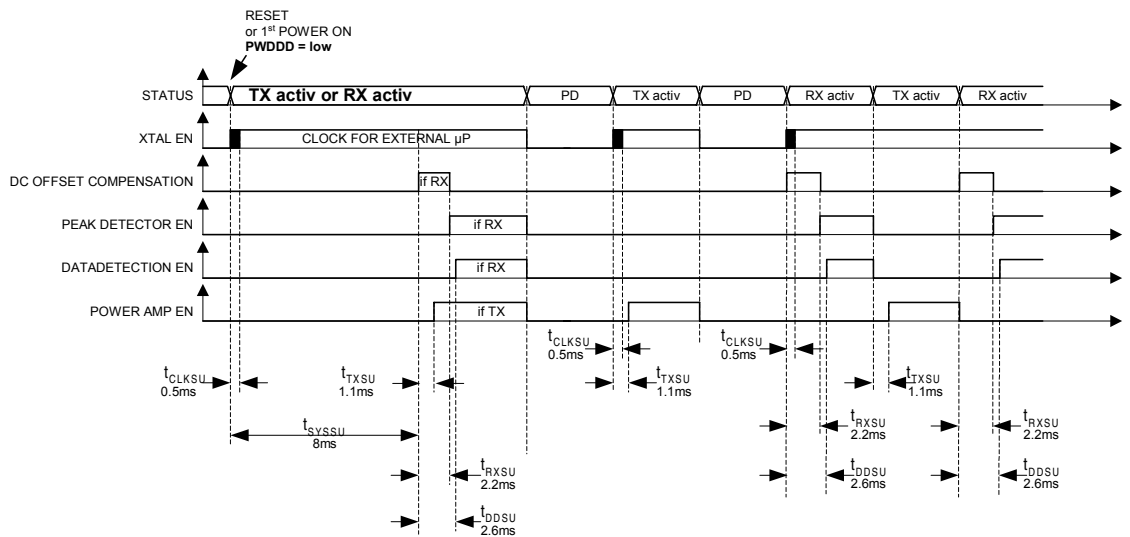 RESET
or 1st POWER ON
PWDDD = low
STATUS
TX activ or RX activ
PD
TX activ
PD
RX activ
TX activ
RX activ
XTAL EN
CLOCK FOR EXTERNAL µP
DC OFFSET COMPENSATION
if RX
PEAK DETECTOR EN
if RX
DATADETECTION EN
if RX
POWER AMP EN
if TX
tCLKSU
0.5ms
tCLKSU
0.5ms
tCLKSU
0.5ms
tTXSU
1.1ms
tTXSU
1.1ms
tTXSU
1.1ms
tSYSSU
8ms
tRXSU
2.2ms
tRXSU
2.2ms
tRXSU
2.2ms
tDDSU
2.6ms
tDDSU
2.6ms
tDDSU
2.6ms